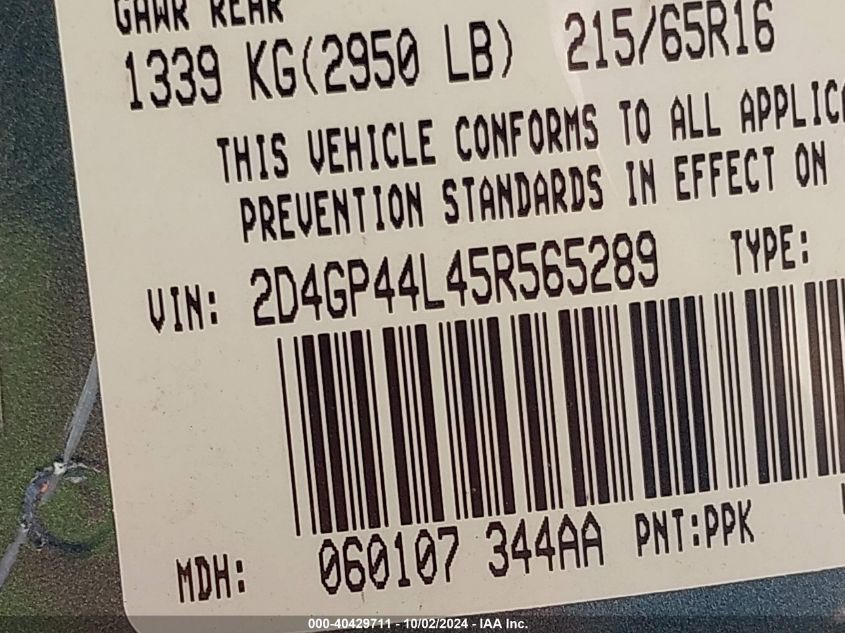 GAWR REAR
1339 KG(2950 LB) 215/65R16
THIS VEHICLE CONFORMS TO ALL
PREVENTION STANDARDS IN EFFECT ON
VIN: 2D4GP44L45R565289 TYPE:
MDH: 060107 344AA PNT:PPK
000-40429711 - 10/02/2024 - IAA Inc.